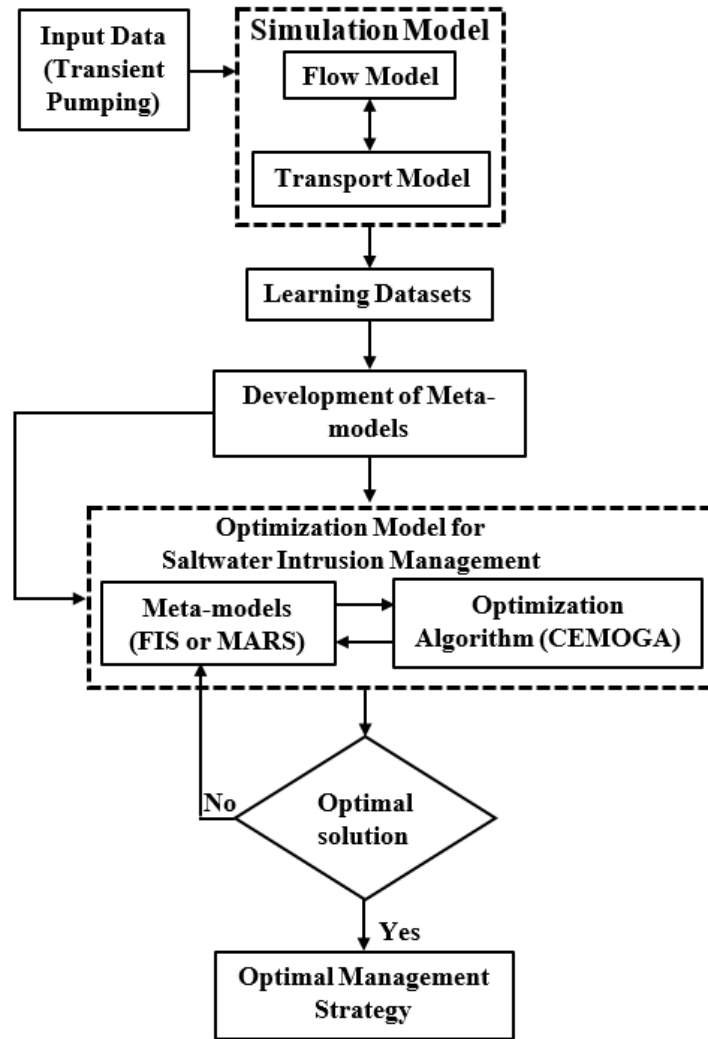 Input Data
(Transient
Pumping)
Simulation Model
Flow Model
Transport Model
Learning Datasets
Development of Meta-
models
Optimization Model for
Saltwater Intrusion Management
Meta-models
(FIS or MARS)
Optimization
Algorithm (CEMOGA)
No
Optimal
solution
Yes
Optimal Management
Strategy